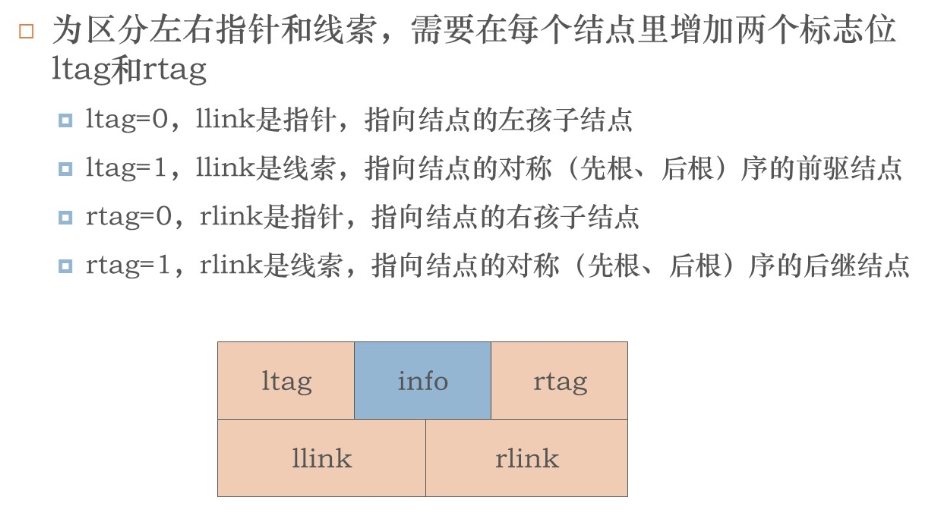 为区分左右指针和线索，需要在每个结点里增加两个标志位
ltag和rtag
ltag=0，llink是指针，指向结点的左孩子结点
ltag=1，llink是线索，指向结点的对称（先根、后根）序的前驱结点
rtag=0，rlink是指针，指向结点的右孩子结点
rtag=1，rlink是线索，指向结点的对称（先根、后根）序的后继结点
ltag info rtag
llink rlink